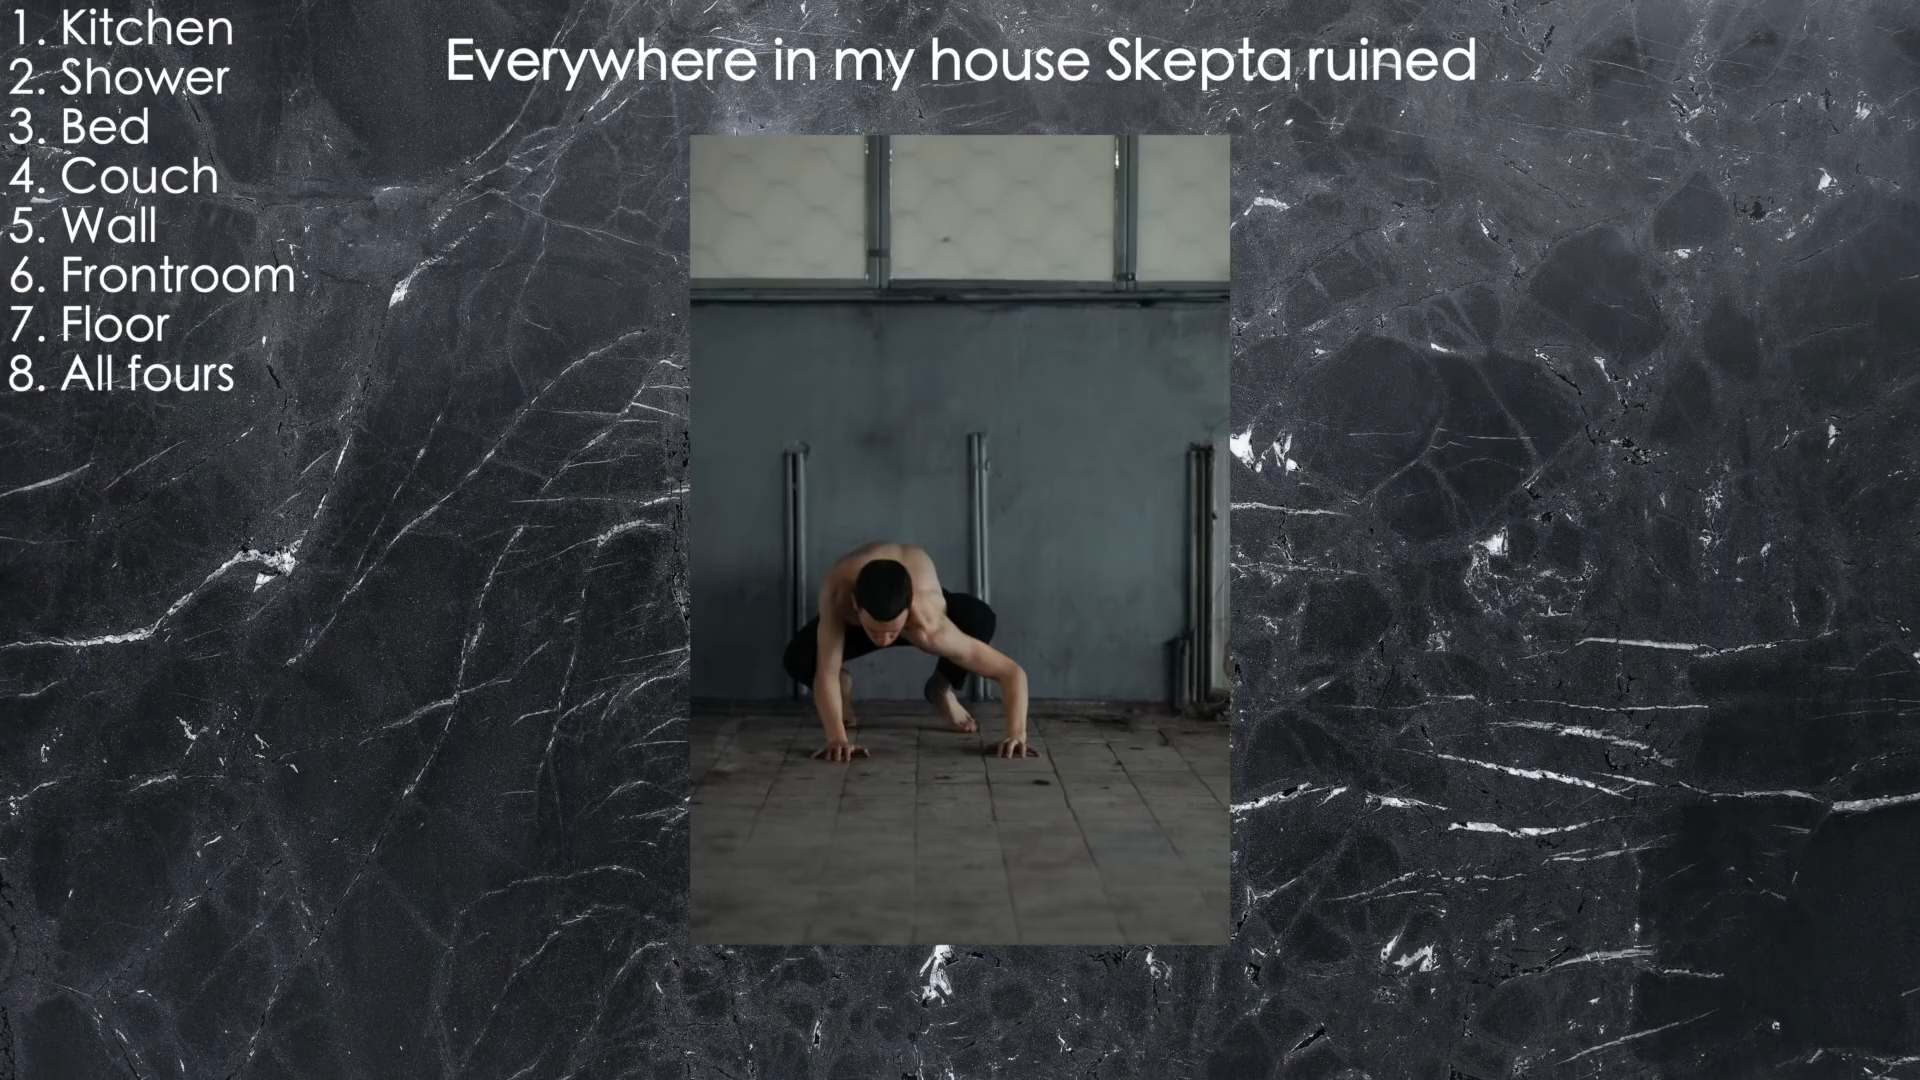 Everywhere in my house Skepta ruined
1. Kitchen
2. Shower
3. Bed
4. Couch
5. Wall
6. Frontroom
7. Floor
8. All fours